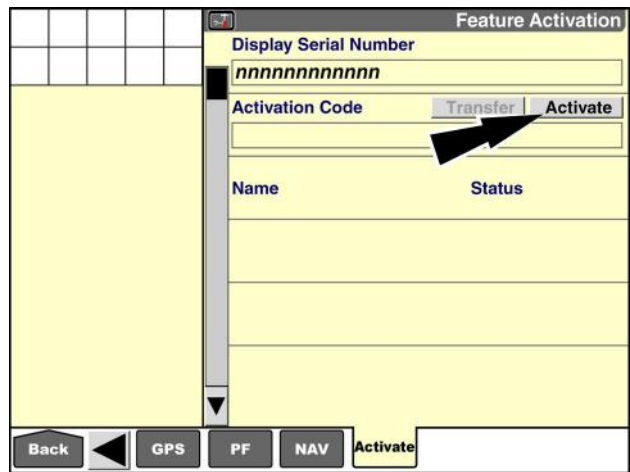 Feature Activation
Display Serial Number
nnnnnnnnnnnn
Activation Code Transfer Activate
Name Status
Back GPS PF NAV Activate